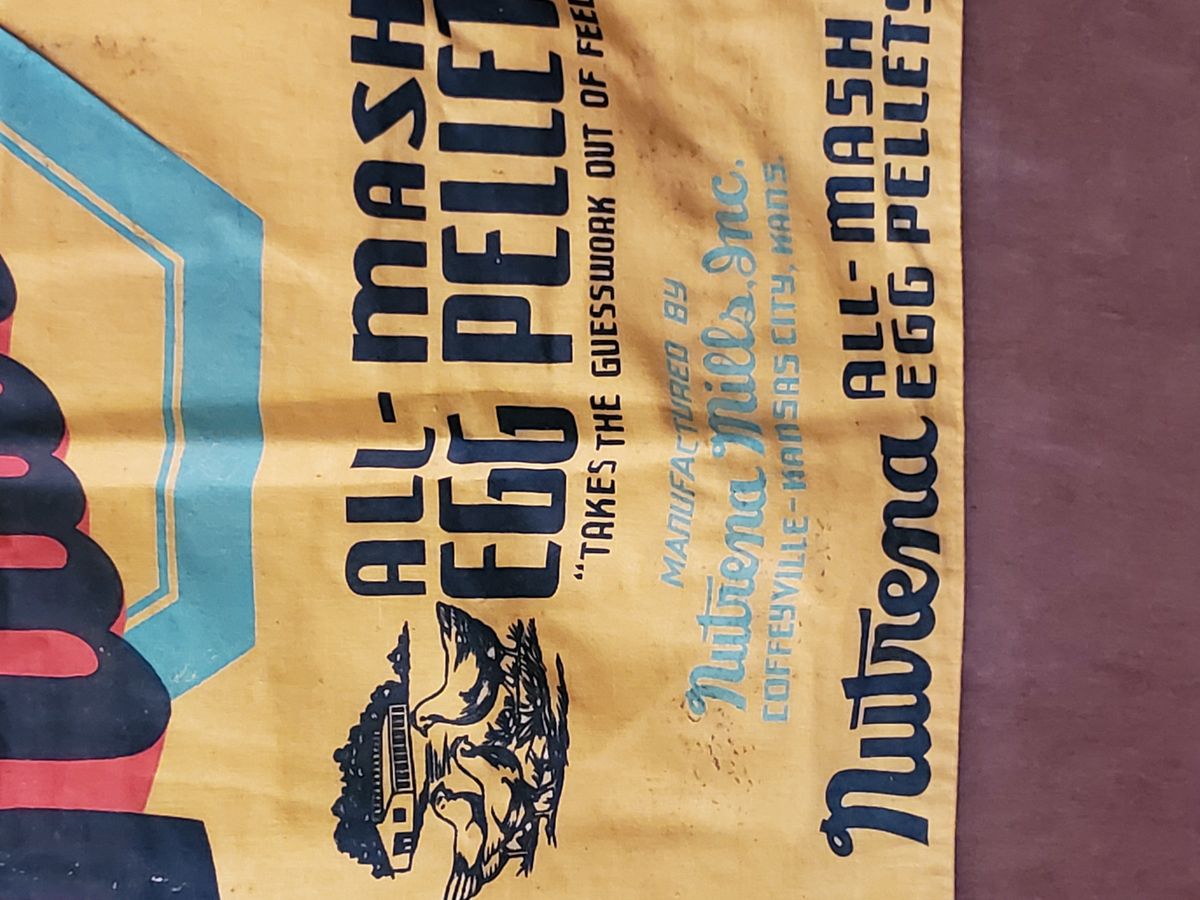 ALL-MASH
EGG PELLET
"TAKES THE GUESSWORK OUT OF FEED
MANUFACTURED BY
Nutrena Mills, Inc.
COFFEYVILLE-KANSAS CITY, KANS.
Nutrena ALL-MASH
EGG PELLETS